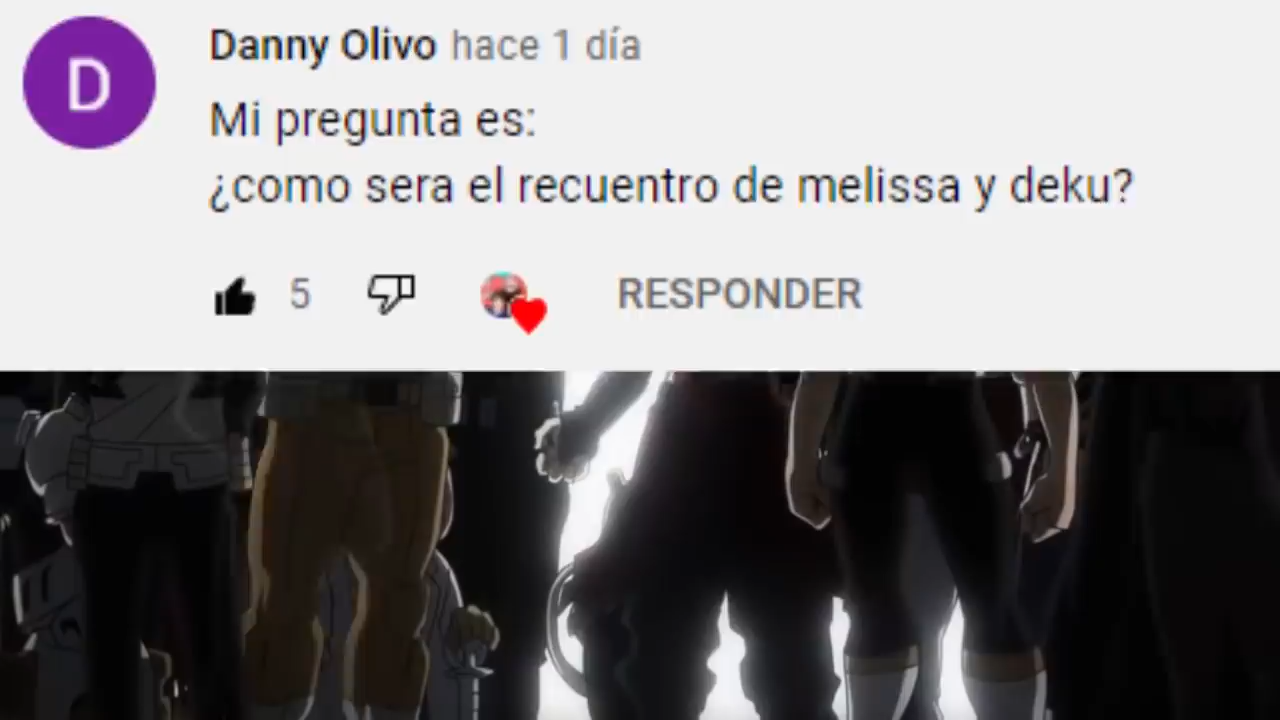 D
Danny Olivo hace 1 día
Mi pregunta es:
¿como sera el recuentro de melissa y deku?
5 RESPONDER